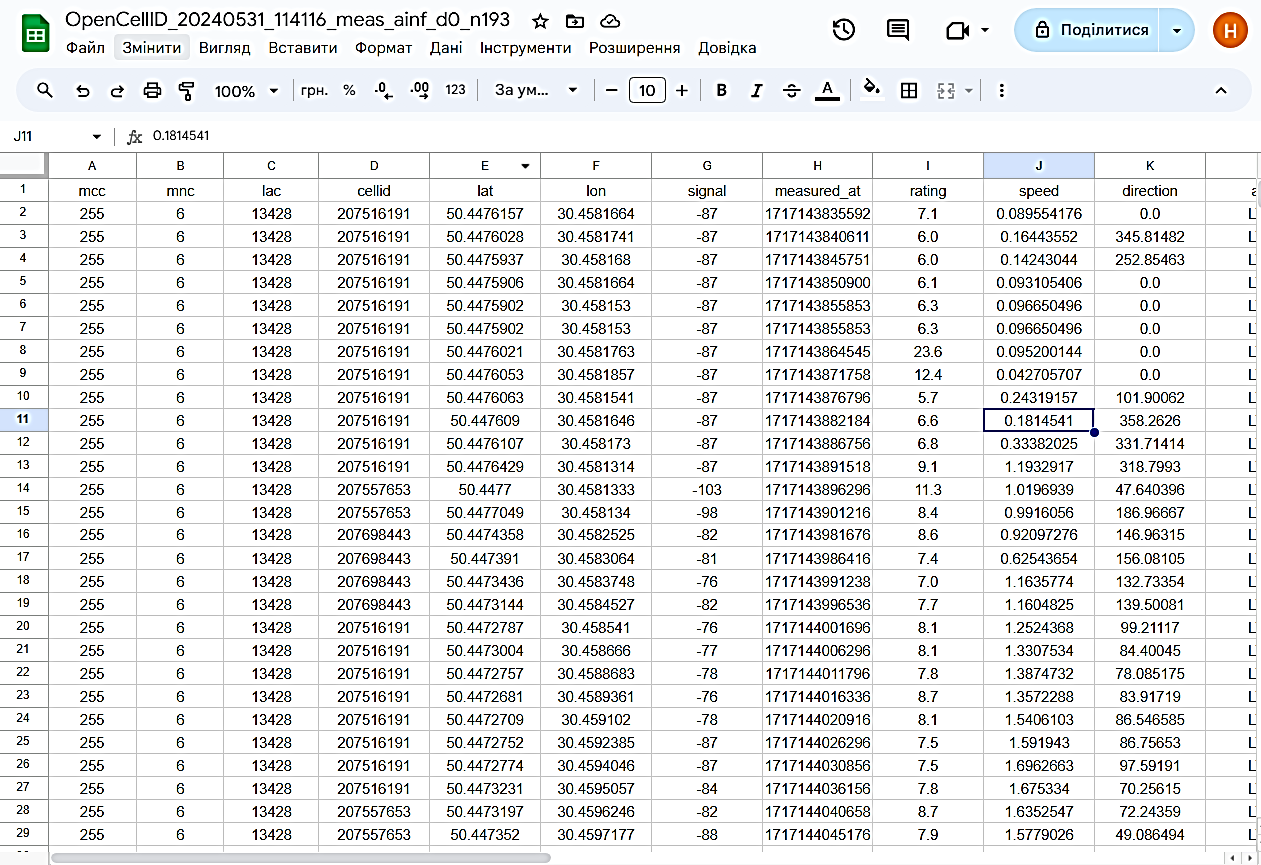 OpenCellID_20240531_114116_meas_ainf_d0_n193
Файл Змінити Вигляд Вставити Формат Дані Інструменти Розширення Довідка
Поділитися
Н
100% грн. % .0 .00 123 За ум... 10 B I A
J11 fx 0.1814541
A B C D E F G H I J K
1 mcc mnc lac cellid lat lon signal measured_at rating speed direction
2 255 6 13428 207516191 50.4476157 30.4581664 -87 1717143835592 7.1 0.089554176 0.0
3 255 6 13428 207516191 50.4476028 30.4581741 -87 1717143840611 6.0 0.16443552 345.81482
4 255 6 13428 207516191 50.4475937 30.458168 -87 1717143845751 6.0 0.14243044 252.85463
5 255 6 13428 207516191 50.4475906 30.4581664 -87 1717143850900 6.1 0.093105406 0.0
6 255 6 13428 207516191 50.4475902 30.458153 -87 1717143855853 6.3 0.096650496 0.0
7 255 6 13428 207516191 50.4475902 30.458153 -87 1717143855853 6.3 0.096650496 0.0
8 255 6 13428 207516191 50.4476021 30.4581763 -87 1717143864545 23.6 0.095200144 0.0
9 255 6 13428 207516191 50.4476053 30.4581857 -87 1717143871758 12.4 0.042705707 0.0
10 255 6 13428 207516191 50.4476063 30.4581541 -87 1717143876796 5.7 0.24319157 101.90062
11 255 6 13428 207516191 50.447609 30.4581646 -87 1717143882184 6.6 0.1814541 358.2626
12 255 6 13428 207516191 50.4476107 30.458173 -87 1717143886756 6.8 0.33382025 331.71414
13 255 6 13428 207516191 50.4476429 30.4581314 -87 1717143891518 9.1 1.1932917 318.7993
14 255 6 13428 207557653 50.4477 30.4581333 -103 1717143896296 11.3 1.0196939 47.640396
15 255 6 13428 207557653 50.4477049 30.458134 -98 1717143901216 8.4 0.9916056 186.96667
16 255 6 13428 207698443 50.4474358 30.4582525 -82 1717143981676 8.6 0.92097276 146.96315
17 255 6 13428 207698443 50.447391 30.4583064 -81 1717143986416 7.4 0.62543654 156.08105
18 255 6 13428 207698443 50.4473436 30.4583748 -76 1717143991238 7.0 1.1635774 132.73354
19 255 6 13428 207698443 50.4473144 30.4584527 -82 1717143996536 7.7 1.1604825 139.50081
20 255 6 13428 207516191 50.4472787 30.458541 -76 1717144001696 8.1 1.2524368 99.21117
21 255 6 13428 207516191 50.4473004 30.458666 -77 1717144006296 8.1 1.3307534 84.40045
22 255 6 13428 207516191 50.4472757 30.4588683 -78 1717144011796 7.8 1.3874732 78.085175
23 255 6 13428 207516191 50.4472681 30.4589361 -76 1717144016336 8.7 1.3572288 83.91719
24 255 6 13428 207516191 50.4472709 30.459102 -78 1717144020916 8.1 1.5406103 86.546585
25 255 6 13428 207516191 50.4472752 30.4592385 -87 1717144026296 7.5 1.591943 86.75653
26 255 6 13428 207516191 50.4472774 30.4594046 -87 1717144030856 7.5 1.6962663 97.59191
27 255 6 13428 207516191 50.4473231 30.4595057 -84 1717144036156 7.8 1.675334 70.25615
28 255 6 13428 207557653 50.4473197 30.4596246 -82 1717144040658 8.7 1.6352547 72.24359
29 255 6 13428 207557653 50.447352 30.4597177 -88 1717144045176 7.9 1.5779026 49.086494